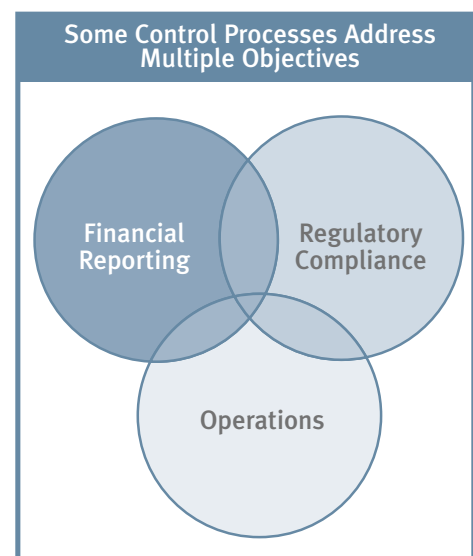 Some Control Processes Address
Multiple Objectives
Financial
Reporting
Regulatory
Compliance
Operations